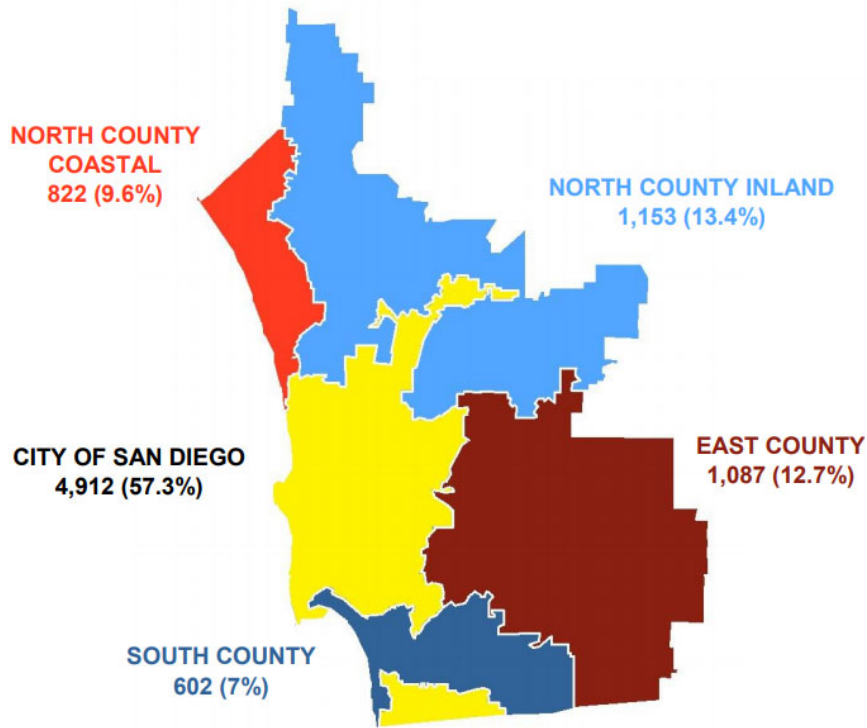 NORTH COUNTY
COASTAL
822 (9.6%)
NORTH COUNTY INLAND
1,153 (13.4%)
CITY OF SAN DIEGO
4,912 (57.3%)
EAST COUNTY
1,087 (12.7%)
SOUTH COUNTY
602 (7%)